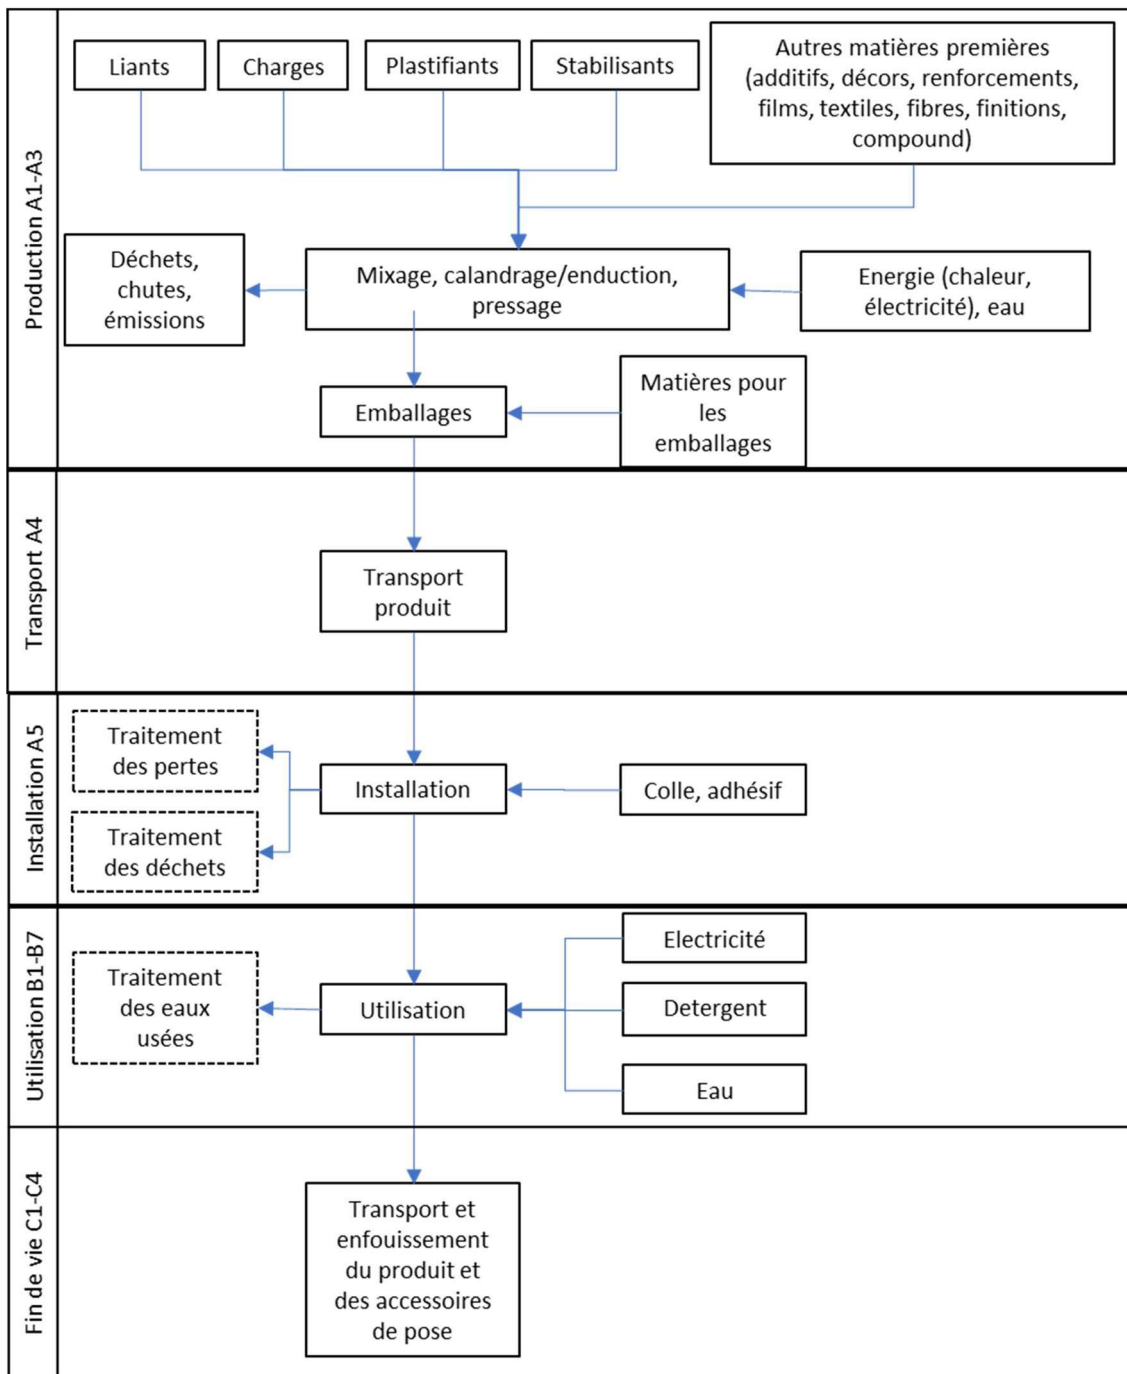 Production A1-A3
Liants
Charges
Plastifiants
Stabilisants
Autres matières premières
(additifs, décors, renforcements,
films, textiles, fibres, finitions,
compound)
Déchets,
chutes,
émissions
Mixage, calandrage/enduction,
pressage
Energie (chaleur,
électricité), eau
Emballages
Matières pour
les
emballages
Transport A4
Transport
produit
Installation A5
Traitement
des pertes
Installation
Colle, adhésif
Traitement
des déchets
Utilisation B1-B7
Traitement
des eaux
usées
Utilisation
Electricité
Detergent
Eau
Fin de vie C1-C4
Transport et
enfouissement
du produit et
des accessoires
de pose